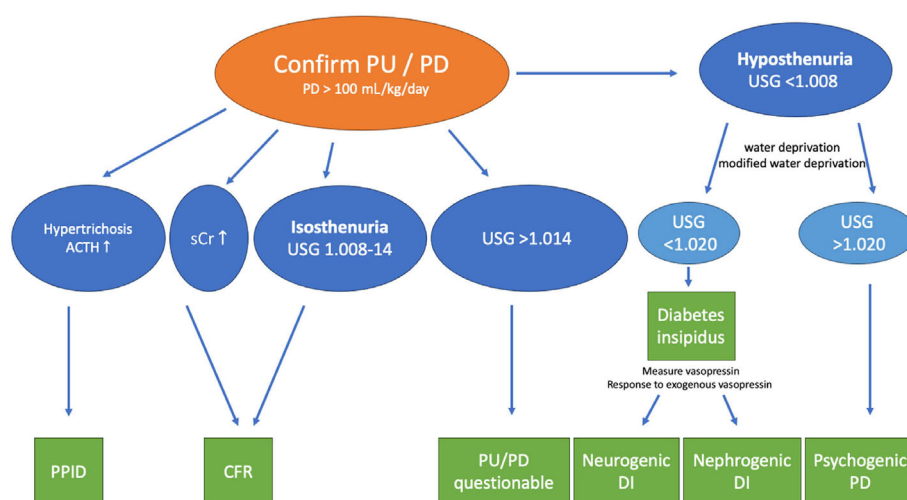 Confirm PU / PD
PD > 100 mL/kg/day
Hyposthenuria
USG <1.008
water deprivation
modified water deprivation
Hypertrichosis
ACTH ↑
sCr ↑
Isosthenuria
USG 1.008-14
USG >1.014
USG
<1.020
USG
>1.020
Diabetes
insipidus
Measure vasopressin
Response to exogenous vasopressin
PPID
CFR
PU/PD
questionable
Neurogenic
DI
Nephrogenic
DI
Psychogenic
PD